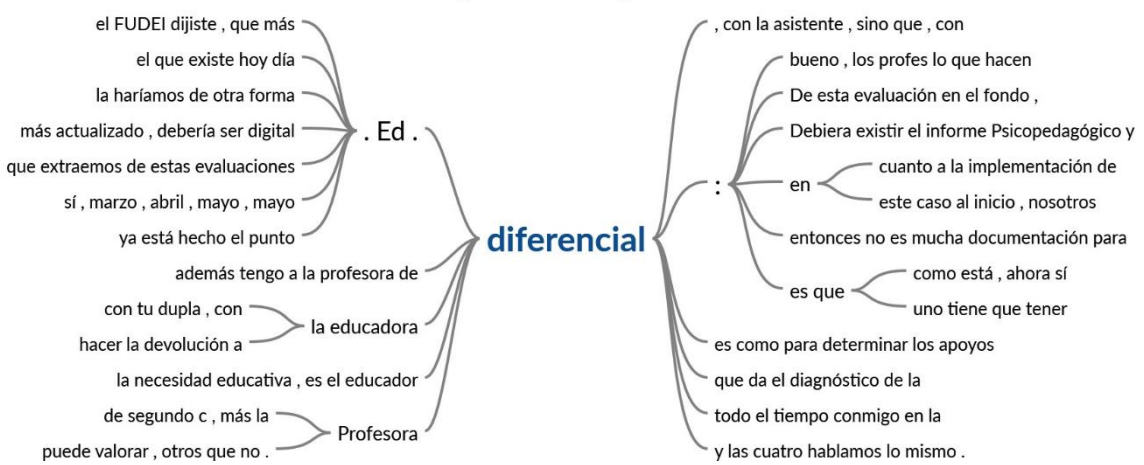 el FUDEI dijiste , que más
el que existe hoy día
la haríamos de otra forma
más actualizado , debería ser digital
que extraemos de estas evaluaciones
sí , marzo , abril , mayo , mayo
ya está hecho el punto
. Ed .
además tengo a la profesora de
con tu dupla , con
hacer la devolución a
la educadora
la necesidad educativa , es el educador
de segundo c , más la
puede valorar , otros que no .
Profesora
diferencial
, con la asistente , sino que , con
:
bueno , los profes lo que hacen
De esta evaluación en el fondo ,
Debiera existir el informe Psicopedagógico y
en
cuanto a la implementación de
este caso al inicio , nosotros
entonces no es mucha documentación para
es que
como está , ahora sí
uno tiene que tener
es como para determinar los apoyos
que da el diagnóstico de la
todo el tiempo conmigo en la
y las cuatro hablamos lo mismo .